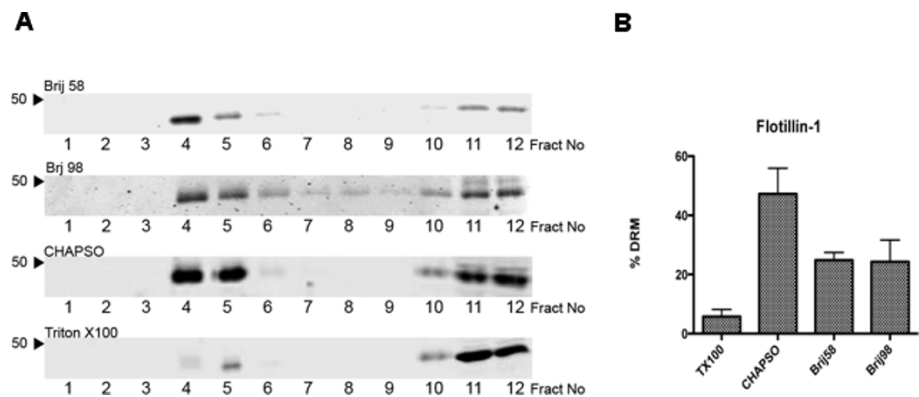 A
Brij 58
50
1 2 3 4 5 6 7 8 9 10 11 12 Fract No
Brj 98
50
1 2 3 4 5 6 7 8 9 10 11 12 Fract No
CHAPSO
50
1 2 3 4 5 6 7 8 9 10 11 12 Fract No
Triton X100
50
1 2 3 4 5 6 7 8 9 10 11 12 Fract No
B
Flotillin-1
60
40
20
0
% DRM
TX100
CHAPSO
Brij58
Brij98